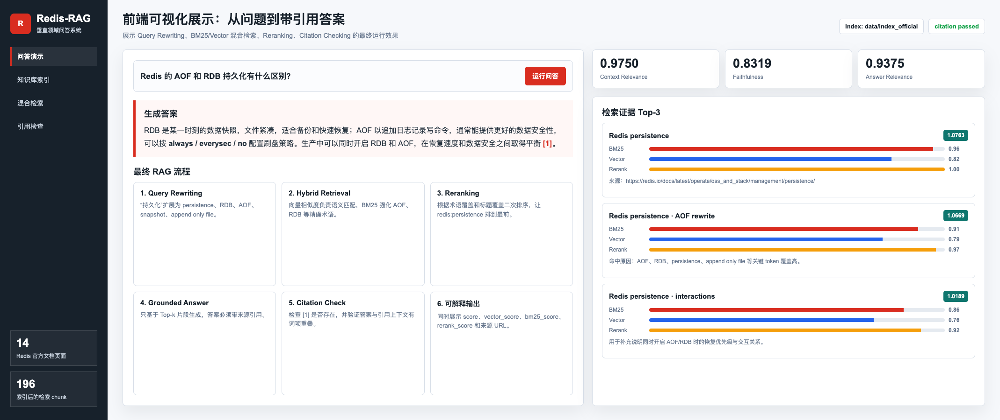 R
Redis-RAG
垂直领域问答系统
问答演示
知识库索引
混合检索
引用检查
14
Redis 官方文档页面
196
索引后的检索 chunk
前端可视化展示：从问题到带引用答案
展示 Query Rewriting、BM25/Vector 混合检索、Reranking、Citation Checking 的最终运行效果
Index: data/index_official
citation passed
Redis 的 AOF 和 RDB 持久化有什么区别?
运行问答
生成答案
RDB 是某一时刻的数据快照，文件紧凑，适合备份和快速恢复；AOF 以追加日志记录写命令，通常能提供更好的数据安全性，
可以按 always / everysec / no 配置刷盘策略。生产中可以同时开启 RDB 和 AOF，在恢复速度和数据安全之间取得平衡 [1]。
最终 RAG 流程
1. Query Rewriting
“持久化”扩展为 persistence、RDB、AOF、
snapshot、append only file。
2. Hybrid Retrieval
向量相似度负责语义匹配，BM25 强化 AOF、
RDB 等精确术语。
3. Reranking
根据术语覆盖和标题覆盖二次排序，让
redis:persistence 排到最前。
4. Grounded Answer
只基于 Top-k 片段生成，答案必须带来源引用。
5. Citation Check
检查 [1] 是否存在，并验证答案与引用上下文有
词项重叠。
6. 可解释输出
同时展示 score、vector_score、bm25_score、
rerank_score 和来源 URL。
0.9750
Context Relevance
0.8319
Faithfulness
0.9375
Answer Relevance
检索证据 Top-3
Redis persistence
1.0763
BM25 0.96
Vector 0.82
Rerank 1.00
来源：https://redis.io/docs/latest/operate/oss_and_stack/management/persistence/
Redis persistence · AOF rewrite
1.0669
BM25 0.91
Vector 0.79
Rerank 0.97
命中原因：AOF、RDB、persistence、append only file 等关键 token 覆盖高。
Redis persistence · interactions
1.0189
BM25 0.86
Vector 0.76
Rerank 0.92
用于补充说明同时开启 AOF/RDB 时的恢复优先级与交互关系。